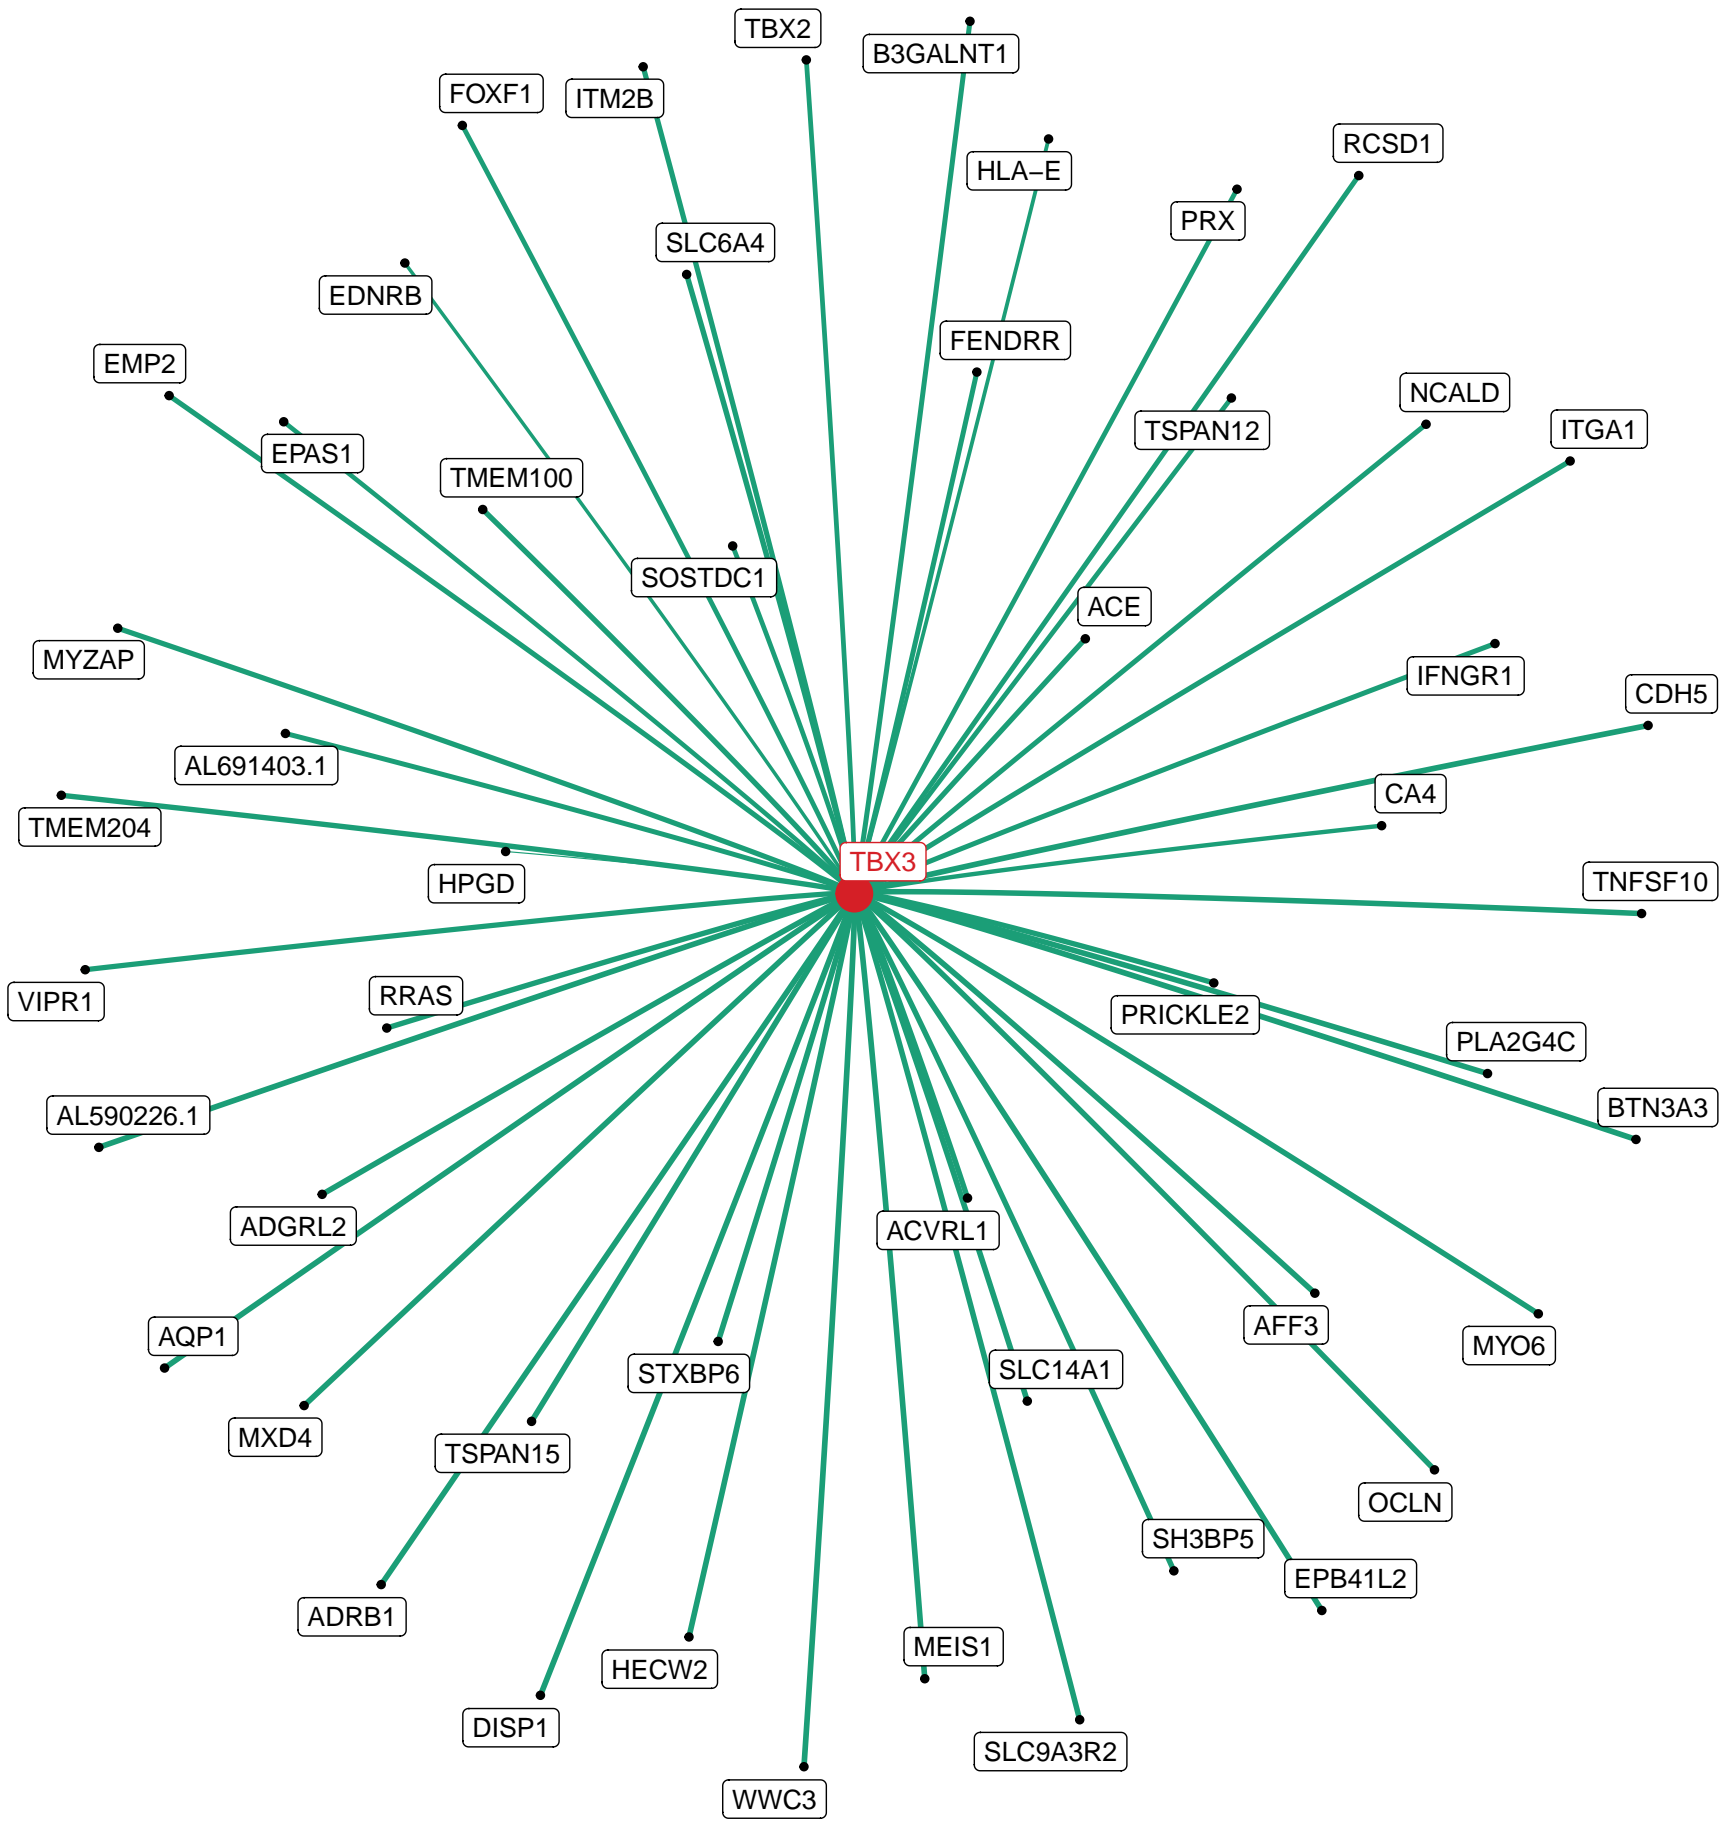 TBX2
B3GALNT1
FOXF1
ITM2B
RCSD1
HLA−E
PRX
SLC6A4
EDNRB
FENDRR
EMP2
NCALD
TSPAN12
ITGA1
EPAS1
TMEM100
SOSTDC1
ACE
MYZAP
IFNGR1
CDH5
AL691403.1
CA4
TMEM204
TBX3
HPGD
TNFSF10
RRAS
VIPR1
PRICKLE2
PLA2G4C
BTN3A3
AL590226.1
ADGRL2
ACVRL1
AFF3
AQP1
MYO6
SLC14A1
STXBP6
MXD4
TSPAN15
OCLN
SH3BP5
EPB41L2
ADRB1
MEIS1
HECW2
DISP1
SLC9A3R2
WWC3